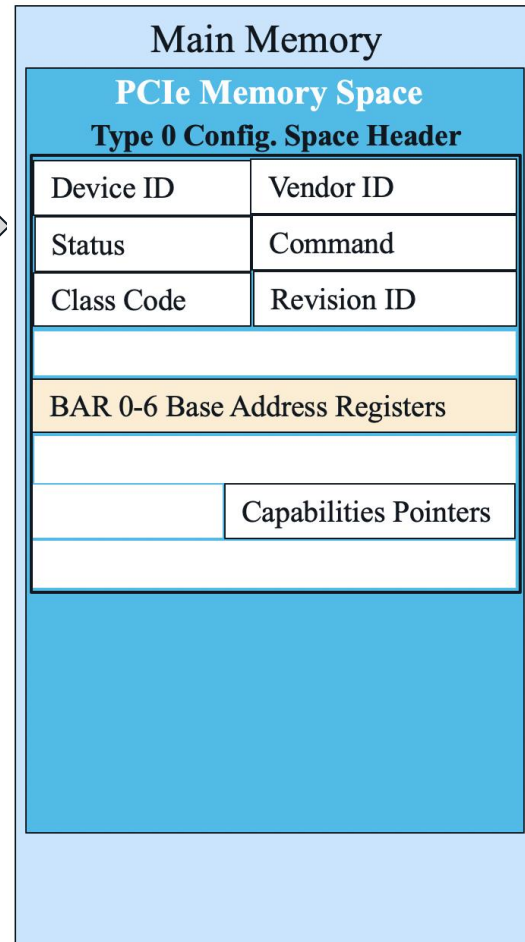 Main Memory
PCIe Memory Space
Type 0 Config. Space Header
Device ID Vendor ID
Status Command
Class Code Revision ID
BAR 0-6 Base Address Registers
Capabilities Pointers